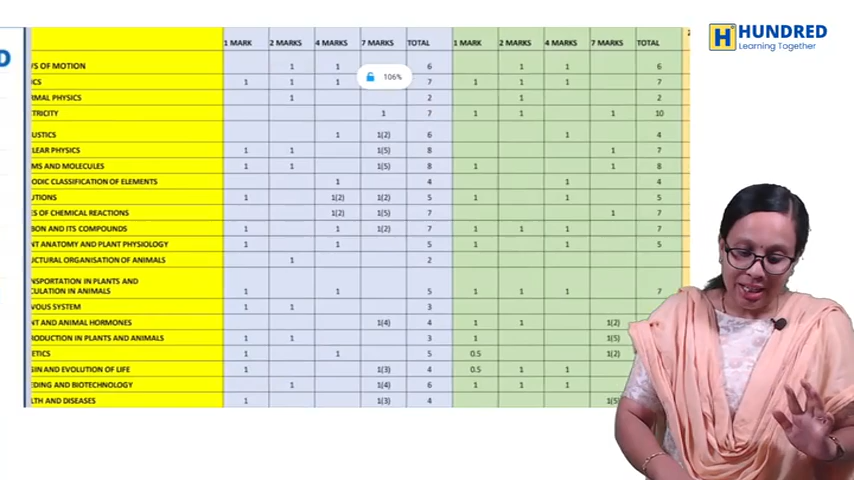 H HUNDRED
Learning Together
D
1 MARK 2 MARKS 4 MARKS 7 MARKS TOTAL 1 MARK 2 MARKS 4 MARKS 7 MARKS TOTAL
WS OF MOTION 1 1 6 1 1 6
ICS 1 1 1 7 1 1 1 7
106%
RMAL PHYSICS 1 2 1 2
TRICITY 1 7 1 1 1 10
USTICS 1 1(2) 6 1 4
LEAR PHYSICS 1 1 1(5) 8 1 7
MS AND MOLECULES 1 1 1(5) 8 1 1 8
ODIC CLASSIFICATION OF ELEMENTS 1 4 1 4
UTIONS 1 1(2) 1(2) 5 1 1 5
ES OF CHEMICAL REACTIONS 1(2) 1(5) 7 1 7
BON AND ITS COMPOUNDS 1 1 1(2) 7 1 1 1 7
NT ANATOMY AND PLANT PHYSIOLOGY 1 1 5 1 1 5
UCTURAL ORGANISATION OF ANIMALS 1 2
NSPORTATION IN PLANTS AND
CULATION IN ANIMALS 1 1 5 1 1 1 7
VOUS SYSTEM 1 1 3
NT AND ANIMAL HORMONES 1(4) 4 1 1 1(2)
RODUCTION IN PLANTS AND ANIMALS 1 1 3 1 1(5)
ETICS 1 1 5 0.5 1(2)
GIN AND EVOLUTION OF LIFE 1 1(3) 4 0.5 1 1
EDING AND BIOTECHNOLOGY 1 1(4) 6 1 1 1
LTH AND DISEASES 1 1(3) 4 1(5)